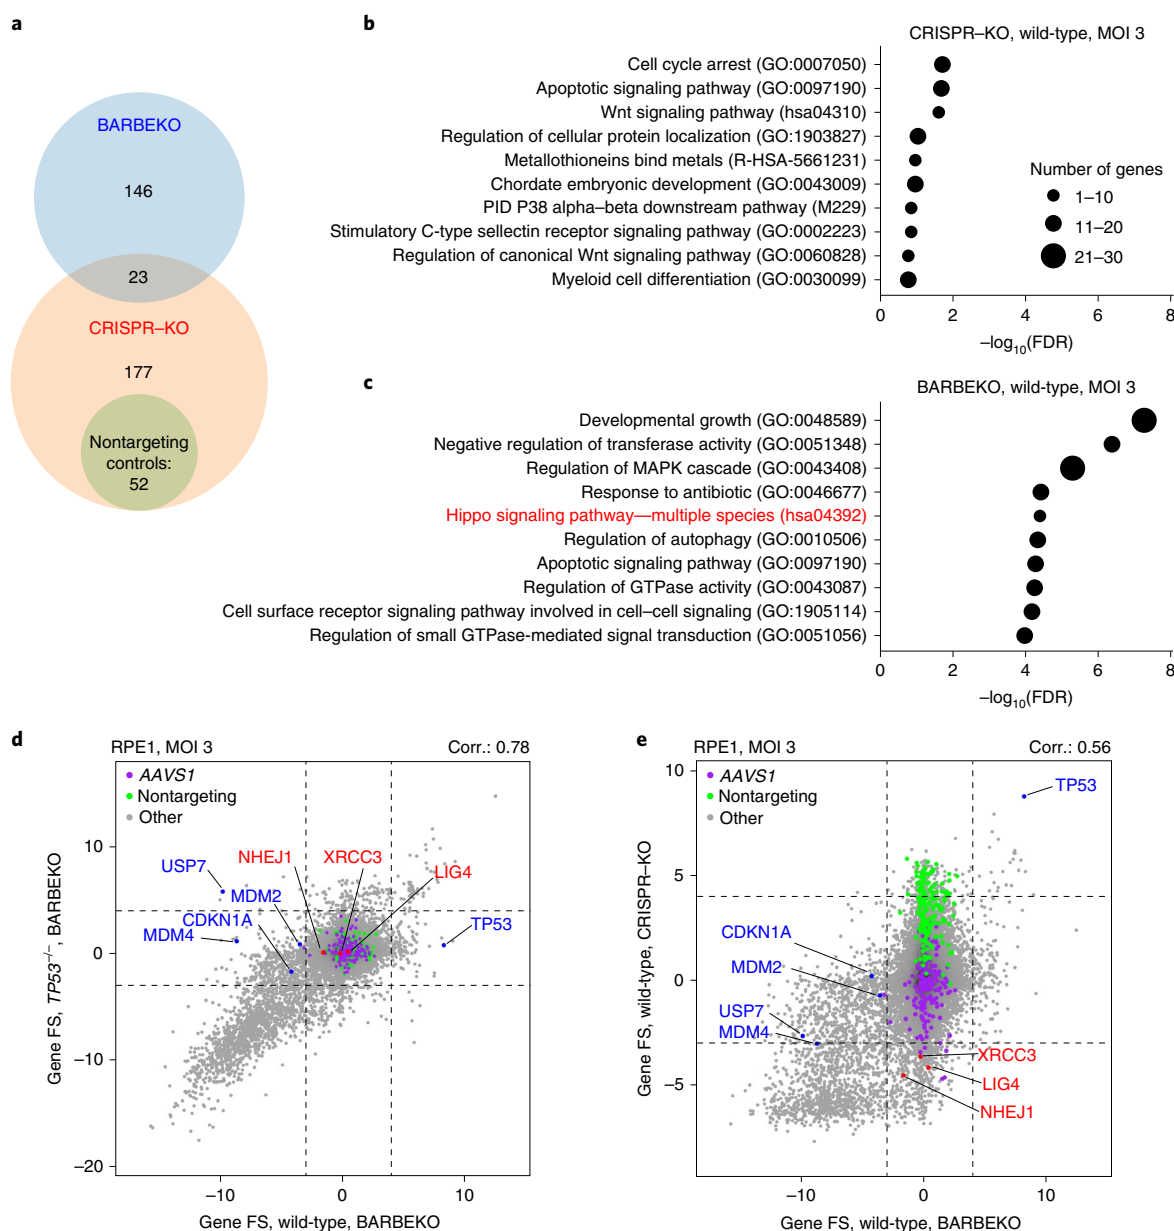 a
BARBEKO
146
23
CRISPR–KO
177
Nontargeting
controls:
52
b
CRISPR–KO, wild-type, MOI 3
Cell cycle arrest (GO:0007050)
Apoptotic signaling pathway (GO:0097190)
Wnt signaling pathway (hsa04310)
Regulation of cellular protein localization (GO:1903827)
Metallothioneins bind metals (R-HSA-5661231)
Chordate embryonic development (GO:0043009)
PID P38 alpha–beta downstream pathway (M229)
Stimulatory C-type sellectin receptor signaling pathway (GO:0002223)
Regulation of canonical Wnt signaling pathway (GO:0060828)
Myeloid cell differentiation (GO:0030099)
Number of genes
1–10
11–20
21–30
0 2 4 6 8
–log10(FDR)
c
BARBEKO, wild-type, MOI 3
Developmental growth (GO:0048589)
Negative regulation of transferase activity (GO:0051348)
Regulation of MAPK cascade (GO:0043408)
Response to antibiotic (GO:0046677)
Hippo signaling pathway—multiple species (hsa04392)
Regulation of autophagy (GO:0010506)
Apoptotic signaling pathway (GO:0097190)
Regulation of GTPase activity (GO:0043087)
Cell surface receptor signaling pathway involved in cell–cell signaling (GO:1905114)
Regulation of small GTPase-mediated signal transduction (GO:0051056)
0 2 4 6 8
–log10(FDR)
d
RPE1, MOI 3 Corr.: 0.78
AAVS1
Nontargeting
Other
USP7
NHEJ1
XRCC3
LIG4
MDM2
CDKN1A
MDM4
TP53
10
0
–10
–20
Gene FS, TP53–/–, BARBEKO
–10 0 10
Gene FS, wild-type, BARBEKO
e
RPE1, MOI 3 Corr.: 0.56
AAVS1
Nontargeting
Other
TP53
CDKN1A
MDM2
USP7
MDM4
XRCC3
LIG4
NHEJ1
10
5
0
–5
Gene FS, wild-type, CRISPR–KO
–10 0 10
Gene FS, wild-type, BARBEKO